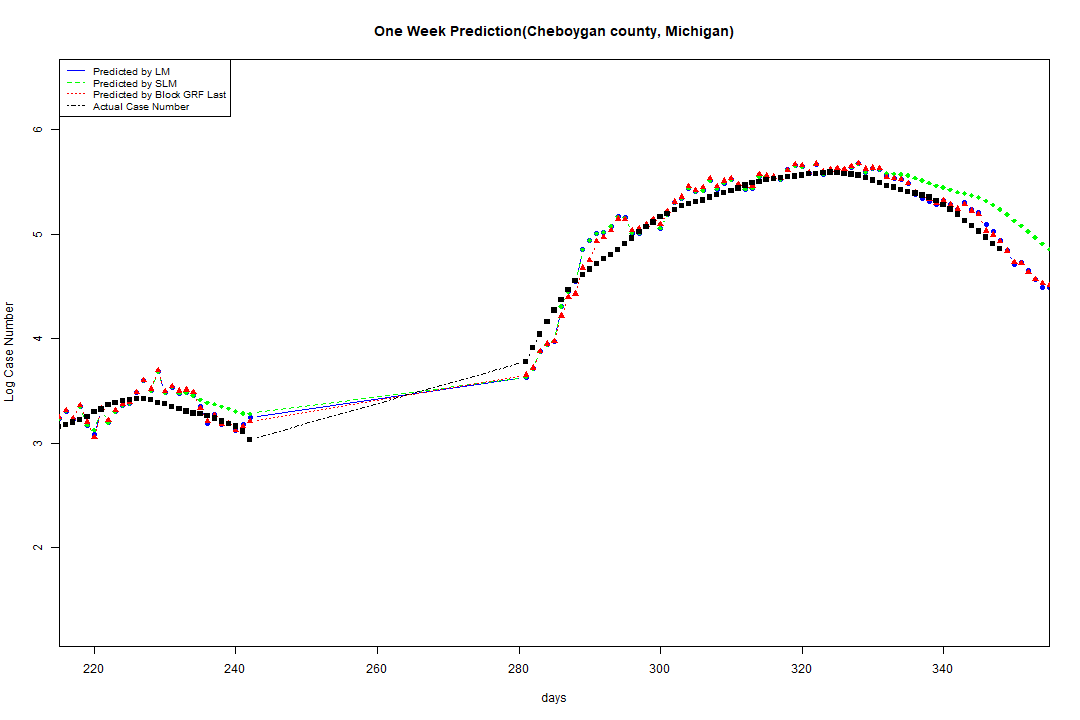 One Week Prediction(Cheboygan county, Michigan)
Predicted by LM
Predicted by SLM
Predicted by Block GRF Last
Actual Case Number
6
5
4
3
2
Log Case Number
220 240 260 280 300 320 340
days